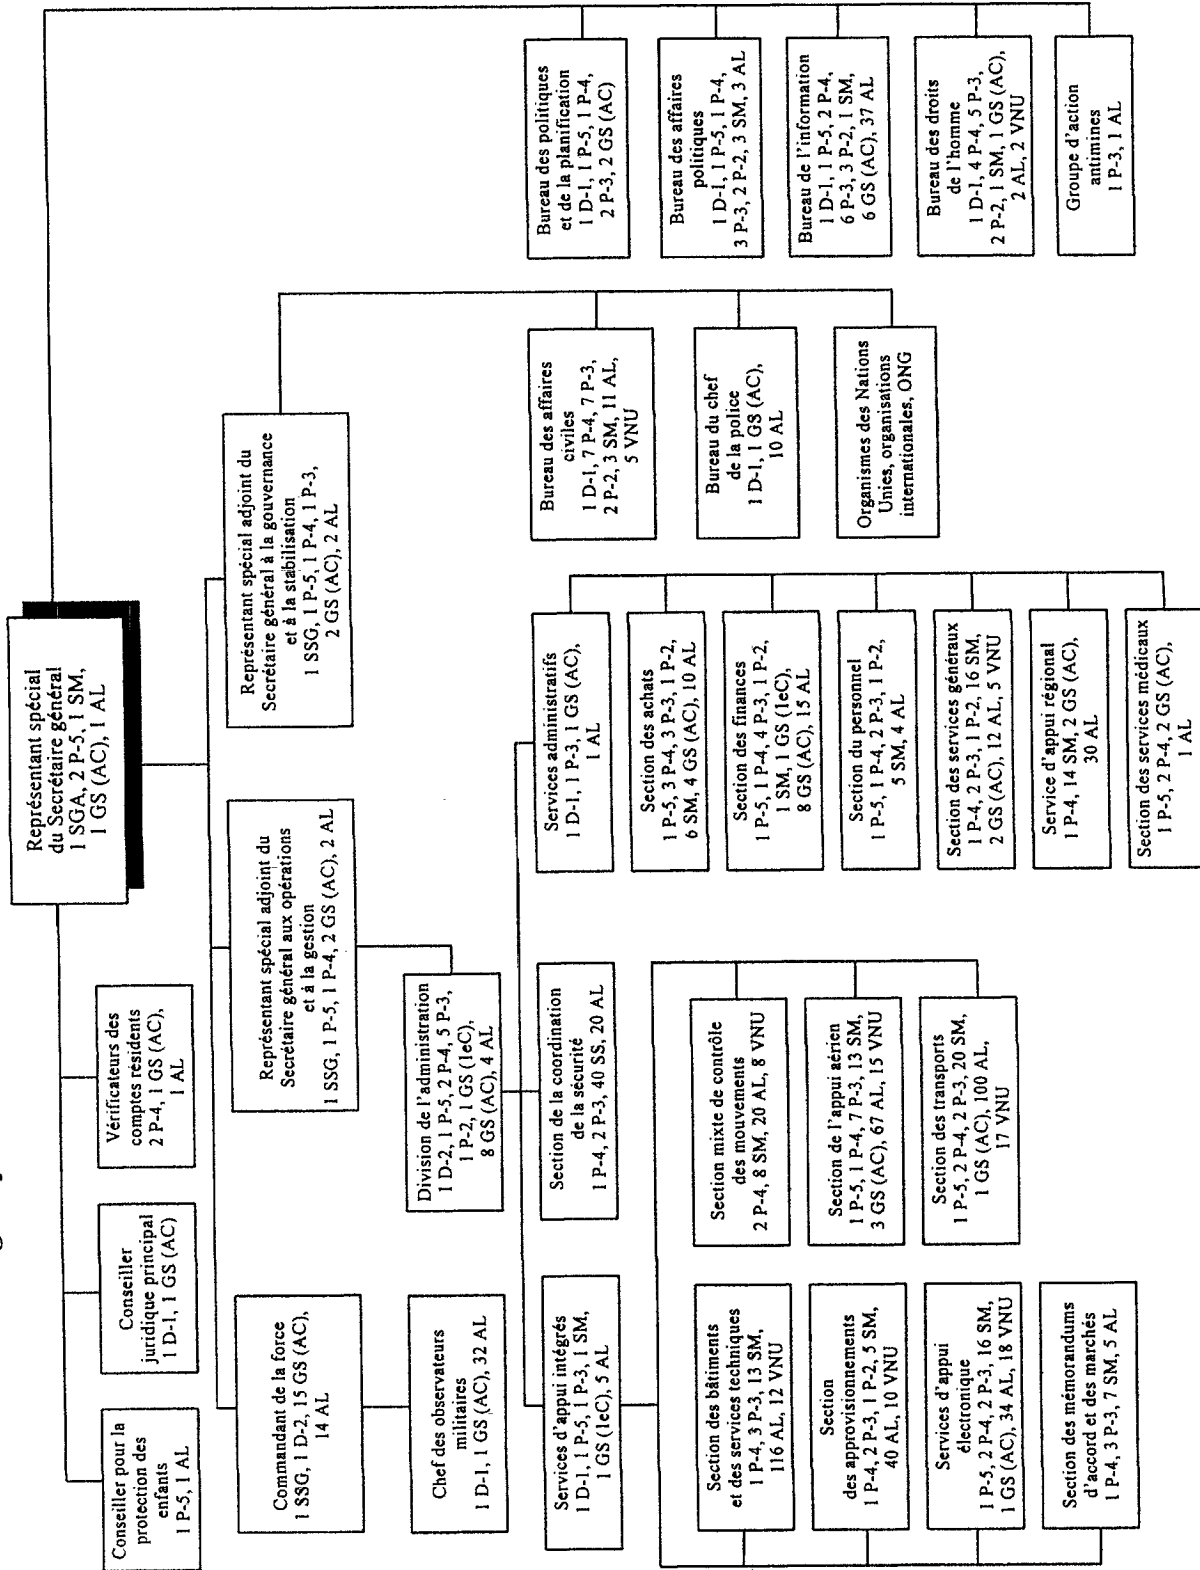 Représentant spécial
du Secrétaire général
1 SGA, 2 P-5, 1 SM,
1 GS (AC), 1 AL
Conseiller pour la
protection des
enfants
1 P-5, 1 AL
Conseiller
juridique principal
1 D-1, 1 GS (AC)
Vérificateurs des
comptes résidents
2 P-4, 1 GS (AC),
1 AL
Commandant de la force
1 SSG, 1 D-2, 15 GS (AC),
14 AL
Représentant spécial adjoint du
Secrétaire général aux opérations
et à la gestion
1 SSG, 1 P-5, 1 P-4, 2 GS (AC), 2 AL
Représentant spécial adjoint du
Secrétaire général à la gouvernance
et à la stabilisation
1 SSG, 1 P-5, 1 P-4, 1 P-3,
2 GS (AC), 2 AL
Chef des observateurs
militaires
1 D-1, 1 GS (AC), 32 AL
Division de l'administration
1 D-2, 1 P-5, 2 P-4, 5 P-3,
1 P-2, 1 GS (1eC),
8 GS (AC), 4 AL
Services d'appui intégrés
1 D-1, 1 P-5, 1 P-3, 1 SM,
1 GS (1eC), 5 AL
Section de la coordination
de la sécurité
1 P-4, 2 P-3, 40 SS, 20 AL
Services administratifs
1 D-1, 1 P-3, 1 GS (AC),
1 AL
Section des achats
1 P-5, 3 P-4, 3 P-3, 1 P-2,
6 SM, 4 GS (AC), 10 AL
Section des finances
1 P-5, 1 P-4, 4 P-3, 1 P-2,
1 SM, 1 GS (1eC),
8 GS (AC), 15 AL
Section du personnel
1 P-5, 1 P-4, 2 P-3, 1 P-2,
5 SM, 4 AL
Section des services généraux
1 P-4, 2 P-3, 1 P-2, 16 SM,
2 GS (AC), 12 AL, 5 VNU
Service d'appui régional
1 P-4, 14 SM, 2 GS (AC),
30 AL
Section des services médicaux
1 P-5, 2 P-4, 2 GS (AC),
1 AL
Section des bâtiments
et des services techniques
1 P-4, 3 P-3, 13 SM,
116 AL, 12 VNU
Section
des approvisionnements
1 P-4, 2 P-3, 1 P-2, 5 SM,
40 AL, 10 VNU
Services d'appui
électronique
1 P-5, 2 P-4, 2 P-3, 16 SM,
1 GS (AC), 34 AL, 18 VNU
Section des mémorandums
d'accord et des marchés
1 P-4, 3 P-3, 7 SM, 5 AL
Section mixte de contrôle
des mouvements
2 P-4, 8 SM, 20 AL, 8 VNU
Section de l'appui aérien
1 P-5, 1 P-4, 7 P-3, 13 SM,
3 GS (AC), 67 AL, 15 VNU
Section des transports
1 P-5, 2 P-4, 2 P-3, 20 SM,
1 GS (AC), 100 AL,
17 VNU
Bureau des affaires
civiles
1 D-1, 7 P-4, 7 P-3,
2 P-2, 3 SM, 11 AL,
5 VNU
Bureau du chef
de la police
1 D-1, 1 GS (AC),
10 AL
Organismes des Nations
Unies, organisations
internationales, ONG
Bureau des politiques
et de la planification
1 D-1, 1 P-5, 1 P-4,
2 P-3, 2 GS (AC)
Bureau des affaires
politiques
1 D-1, 1 P-5, 1 P-4,
3 P-3, 2 P-2, 3 SM, 3 AL
Bureau de l'information
1 D-1, 1 P-5, 2 P-4,
6 P-3, 3 P-2, 1 SM,
6 GS (AC), 37 AL
Bureau des droits
de l'homme
1 D-1, 4 P-4, 5 P-3,
2 P-2, 1 SM, 1 GS (AC),
2 AL, 2 VNU
Groupe d'action
antimines
1 P-3, 1 AL